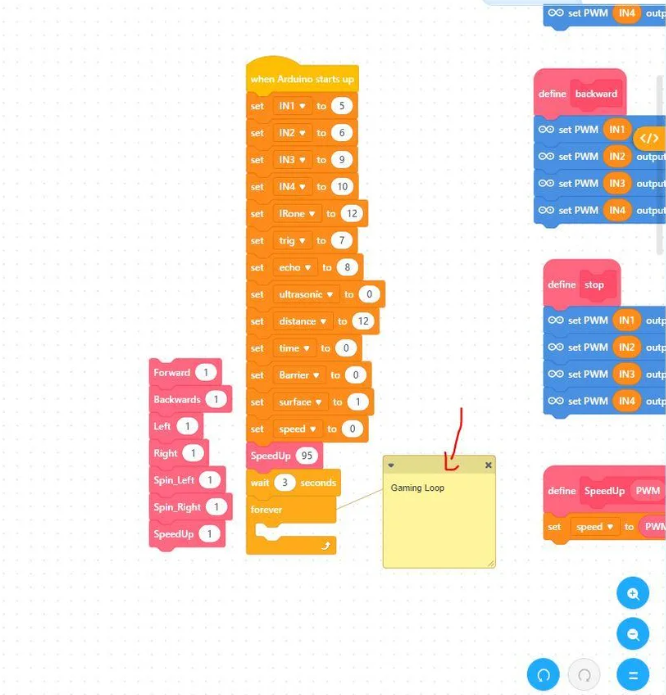 set PWM IN4 outp
when Arduino starts up
set IN1 to 5
set IN2 to 6
set IN3 to 9
set IN4 to 10
set IRone to 12
set trig to 7
set echo to 8
set ultrasonic to 0
set distance to 12
set time to 0
set Barrier to 0
set surface to 1
set speed to 0
SpeedUp 95
wait 3 seconds
forever
Forward 1
Backwards 1
Left 1
Right 1
Spin_Left 1
Spin_Right 1
SpeedUp 1
Gaming Loop
define backward
set PWM IN1
</>
set PWM IN2 output
set PWM IN3 output
set PWM IN4 output
define stop
set PWM IN1 outp
set PWM IN2 outp
set PWM IN3 outp
set PWM IN4 outp
define SpeedUp PWM
set speed to PWM